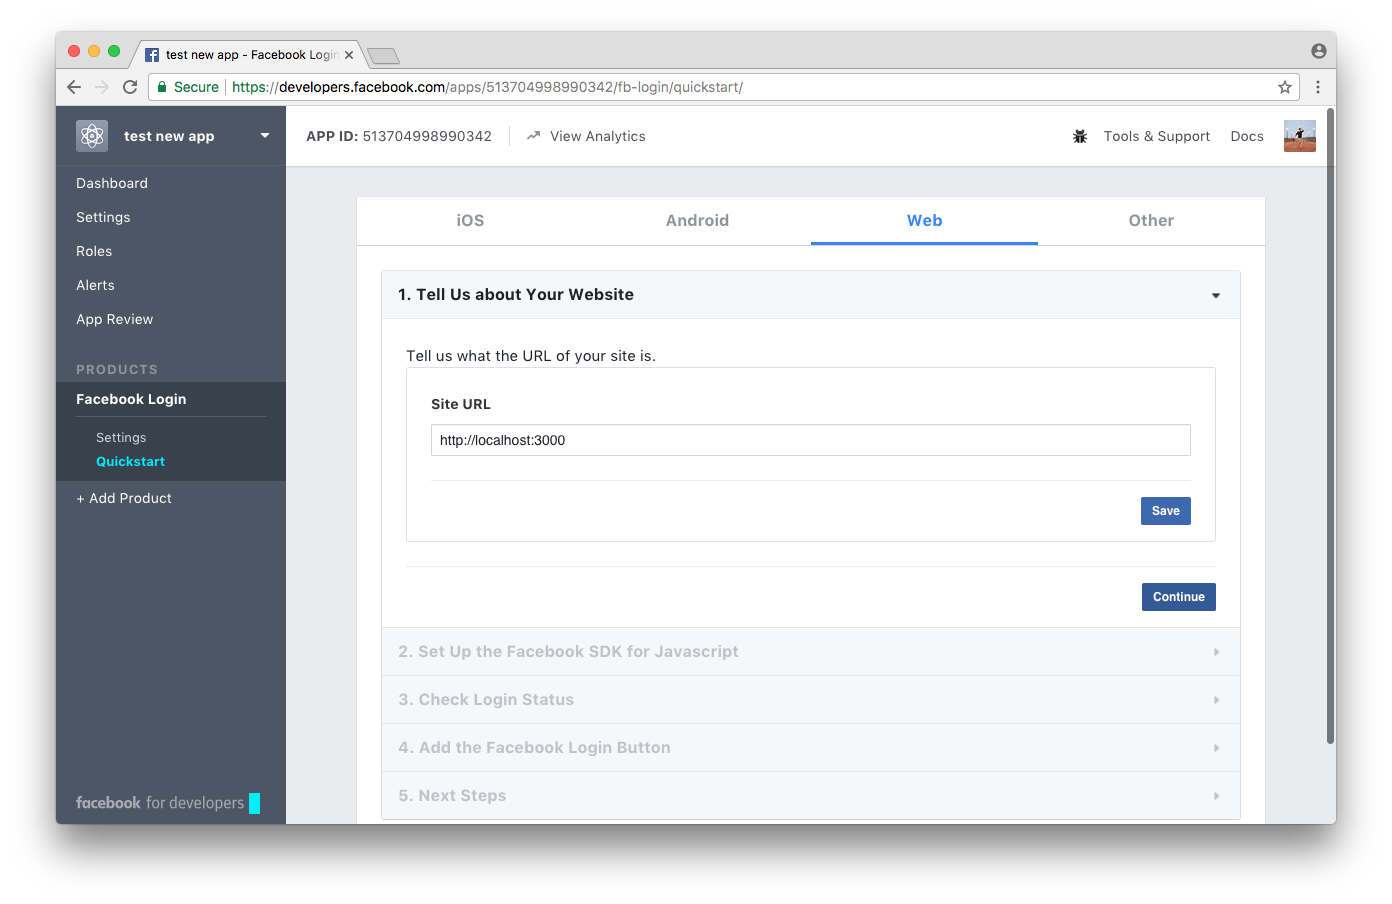 test new app - Facebook Login
Secure
https://developers.facebook.com/apps/513704998990342/fb-login/quickstart/
test new app
APP ID: 513704998990342
View Analytics
Tools & Support
Docs
Dashboard
Settings
Roles
Alerts
App Review
PRODUCTS
Facebook Login
Settings
Quickstart
+ Add Product
facebook for developers
iOS
Android
Web
Other
1. Tell Us about Your Website
Tell us what the URL of your site is.
Site URL
http://localhost:3000
Save
Continue
2. Set Up the Facebook SDK for Javascript
3. Check Login Status
4. Add the Facebook Login Button
5. Next Steps